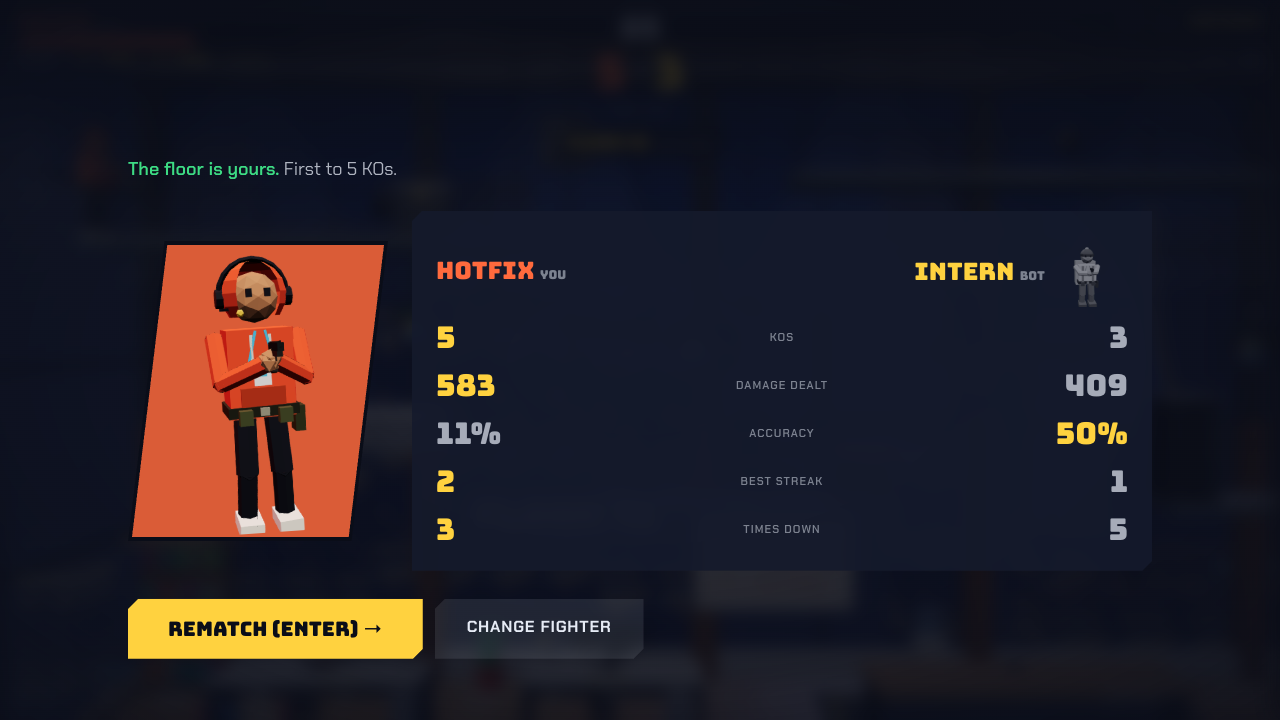 The floor is yours. First to 5 KOs.
HOTFIX YOU INTERN BOT
5 KOS 3
583 DAMAGE DEALT 409
11% ACCURACY 50%
2 BEST STREAK 1
3 TIMES DOWN 5
REMATCH (ENTER) → CHANGE FIGHTER